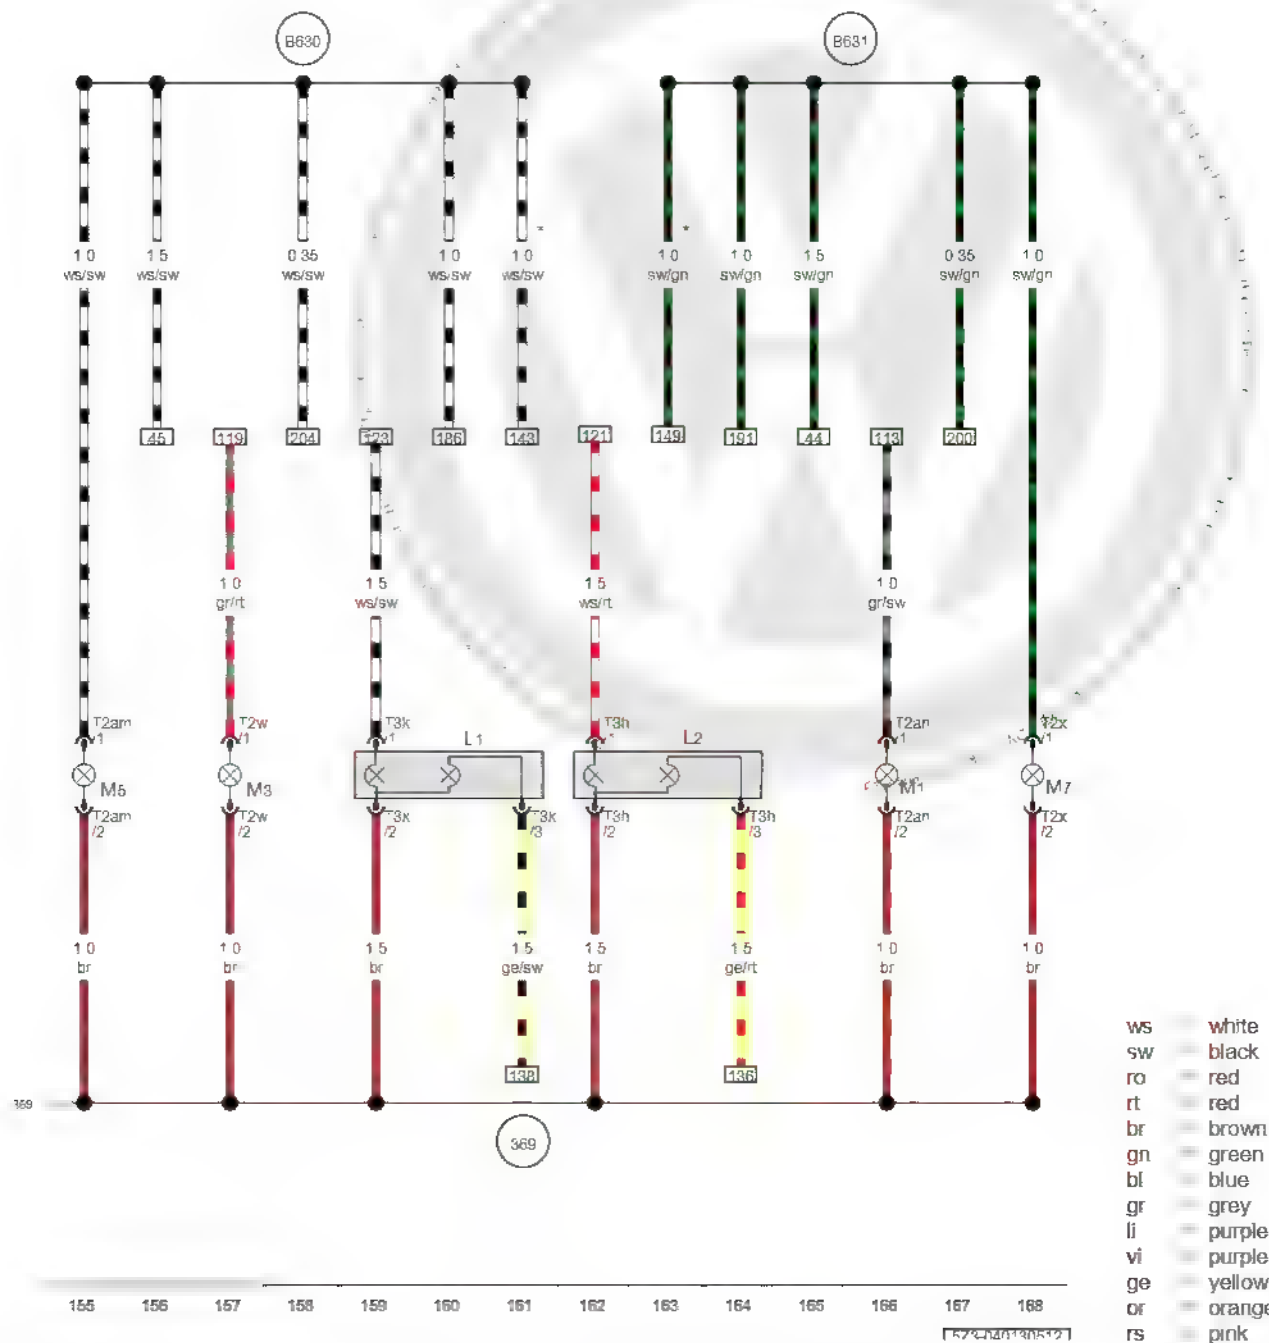 B630 B631
1.0 1.5 0.35 1.0 1.0 * 1.0 * 1.0 1.5 0.35 1.0
ws/sw ws/sw ws/sw ws/sw ws/sw sw/gn sw/gn sw/gn sw/gn sw/gn
45 119 204 123 186 143 121 149 191 44 113 200
1.0 1.5 1.5 1.0
gr/rt ws/sw ws/rt gr/sw
T2am T2w T3x T3h T2an T2x
/1 /1 /1 L1 /1 L2 /1 /1
M5 M3 M1 M7
T2am T2w T3x T3x T3h T3h T2an T2x
/2 /2 /2 /3 /2 /3 /2 /2
1.0 1.0 1.5 1.5 1.5 1.5 1.0 1.0
br br br ge/sw br ge/rt br br
138 136
369
369
ws = white
sw = black
ro = red
rt = red
br = brown
gn = green
bl = blue
gr = grey
li = purple
vi = purple
ge = yellow
or = orange
rs = pink
155 156 157 158 159 160 161 162 163 164 165 166 167 168
5Z3-040130512